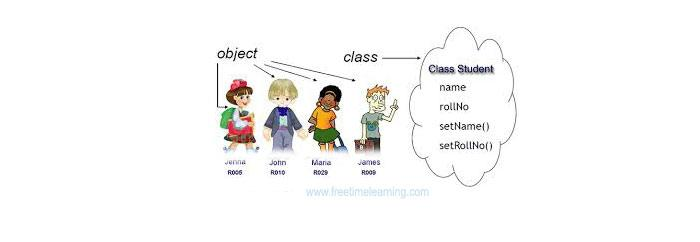 object
class
Class Student
name
rollNo
setName()
setRollNo()
Jenna John Maria James
R005 R010 R029 R009
www.freetimelearning.com